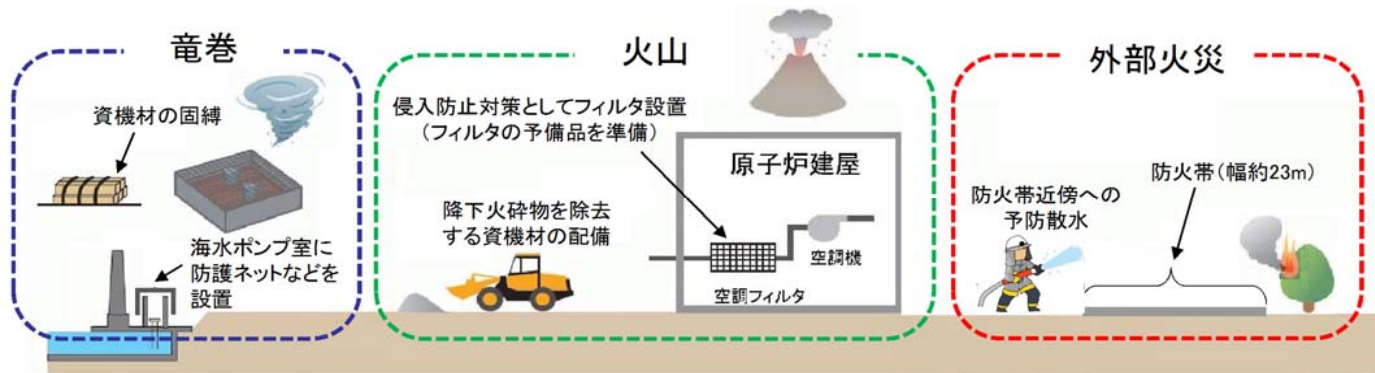 竜巻
資機材の固縛
海水ポンプ室に
防護ネットなどを
設置
火山
侵入防止対策としてフィルタ設置
(フィルタの予備品を準備)
原子炉建屋
降下火砕物を除去
する資機材の配備
空調機
空調フィルタ
外部火災
防火帯(幅約23m)
防火帯近傍への
予防散水